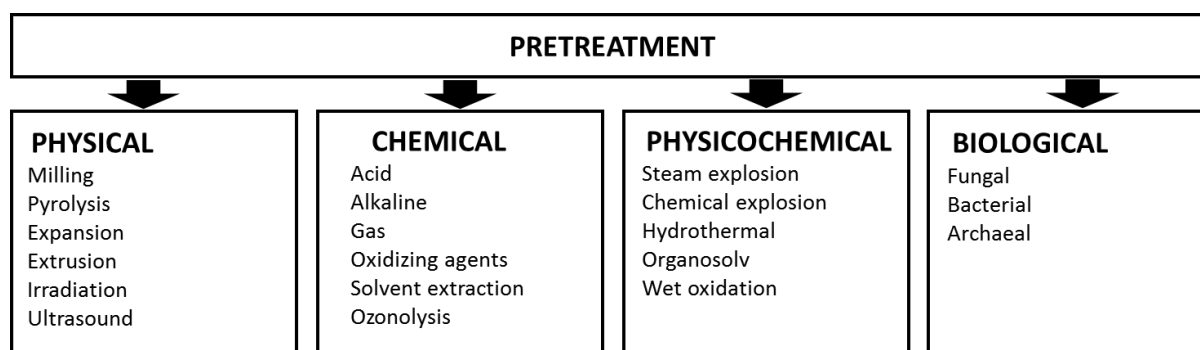 PRETREATMENT
PHYSICAL
Milling
Pyrolysis
Expansion
Extrusion
Irradiation
Ultrasound
CHEMICAL
Acid
Alkaline
Gas
Oxidizing agents
Solvent extraction
Ozonolysis
PHYSICOCHEMICAL
Steam explosion
Chemical explosion
Hydrothermal
Organosolv
Wet oxidation
BIOLOGICAL
Fungal
Bacterial
Archaeal